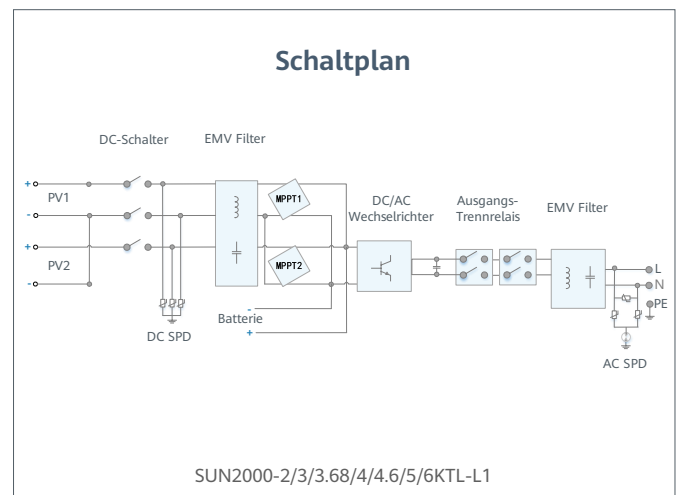 Schaltplan
DC-Schalter
EMV Filter
+
PV1
-
+
PV2
-
DC SPD
MPPT1
MPPT2
Batterie
-
+
DC/AC
Wechselrichter
Ausgangs-
Trennrelais
EMV Filter
L
N
PE
AC SPD
SUN2000-2/3/3.68/4/4.6/5/6KTL-L1